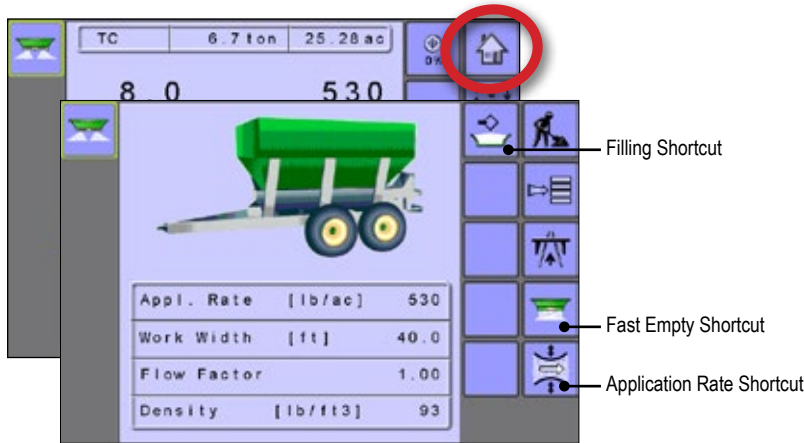 TC 6.7 ton 25.28 ac
0%
8.0 530
Filling Shortcut
Appl. Rate [lb/ac] 530
Work Width [ft] 40.0
Flow Factor 1.00
Density [lb/ft3] 93
Fast Empty Shortcut
Application Rate Shortcut